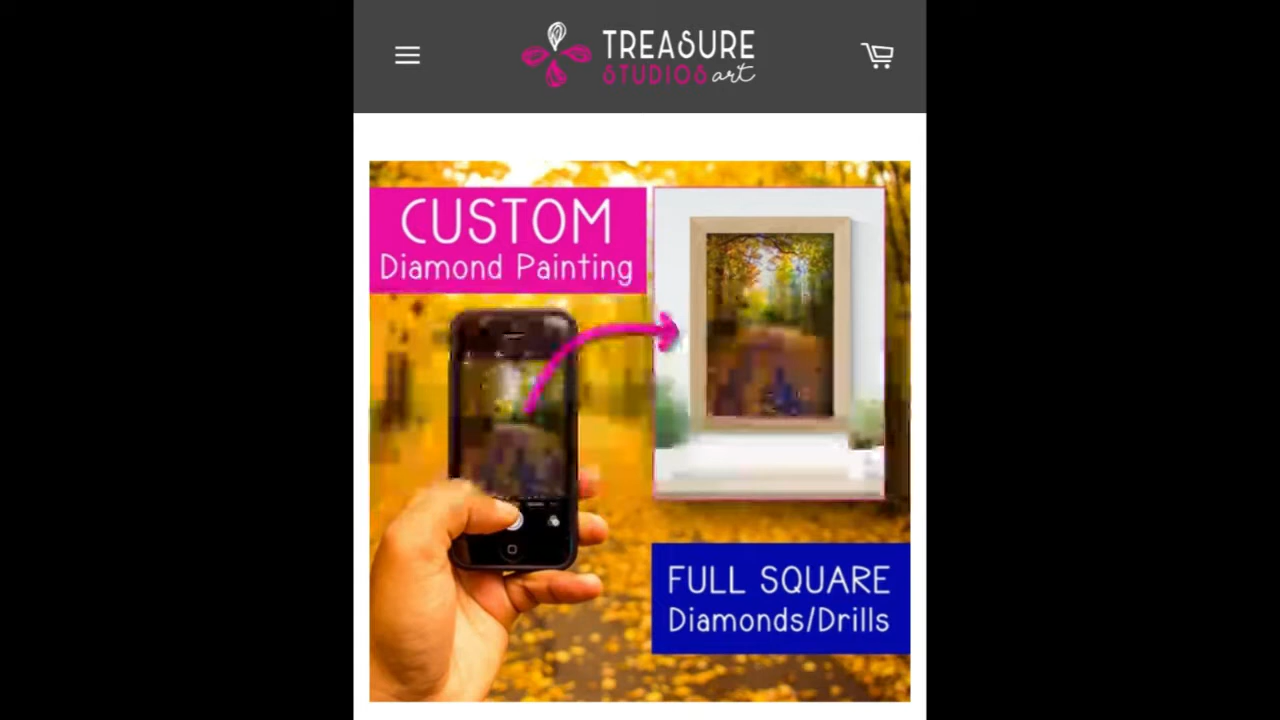 TREASURE
STUDIOS art
CUSTOM
Diamond Painting
FULL SQUARE
Diamonds/Drills